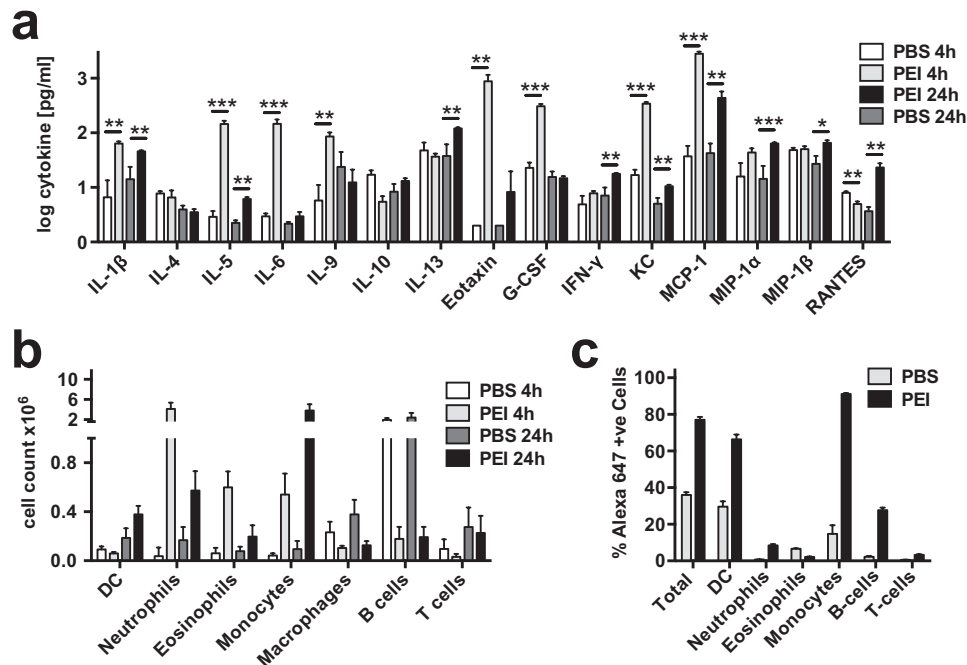 a
log cytokine [pg/ml]
3
2
1
0
** ** *** ** *** ** ** ** *** ** *** ** *** ** *** * ** **
PBS 4h
PEI 4h
PEI 24h
PBS 24h
IL-1β IL-4 IL-5 IL-6 IL-9 IL-10 IL-13 Eotaxin G-CSF IFN-γ KC MCP-1 MIP-1α MIP-1β RANTES
b
cell count x10⁶
10
6
2
0.8
0.4
0.0
PBS 4h
PEI 4h
PBS 24h
PEI 24h
DC Neutrophils Eosinophils Monocytes Macrophages B cells T cells
c
% Alexa 647 +ve Cells
100
80
60
40
20
0
PBS
PEI
Total DC Neutrophils Eosinophils Monocytes B-cells T-cells